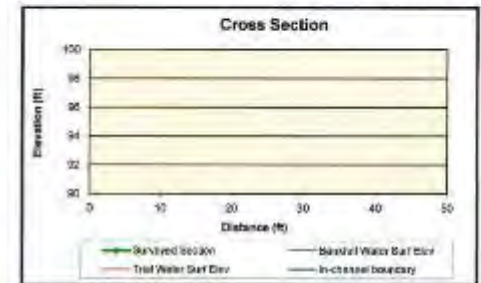 Cross Section
Elevation (ft)
100
98
96
94
92
90
0 10 20 30 40 50
Distance (ft)
Surveyed Section
Bankfull Water Surf Elev
Trial Water Surf Elev
In-channel boundary